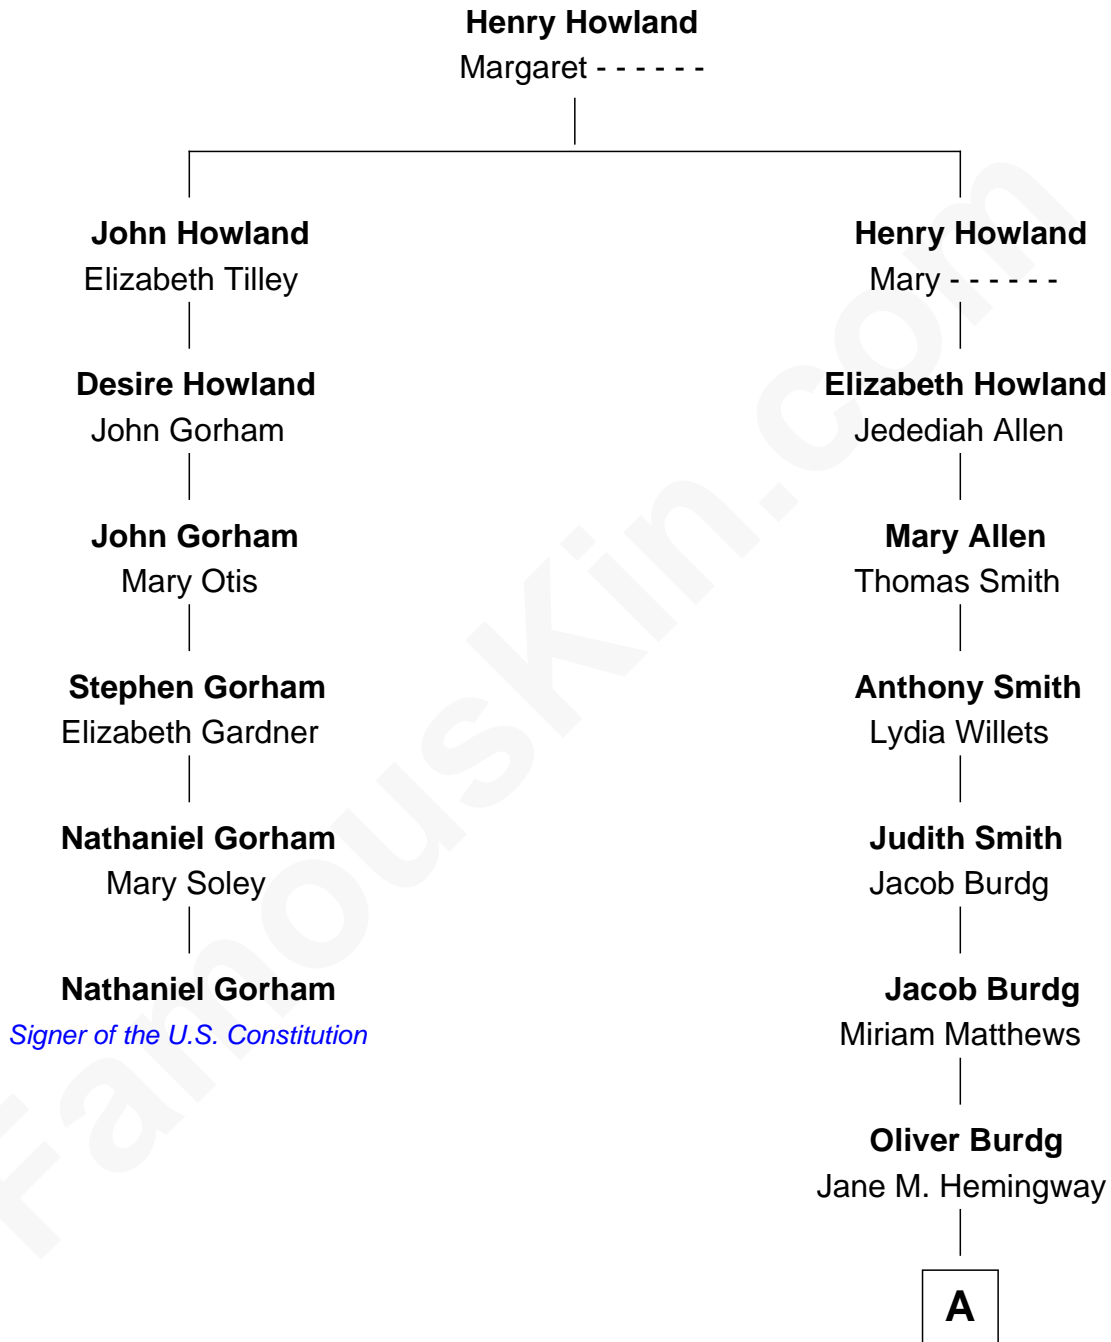 Henry Howland
Margaret - - - - - -
John Howland
Elizabeth Tilley
Henry Howland
Mary - - - - - -
Desire Howland
John Gorham
Elizabeth Howland
Jedediah Allen
John Gorham
Mary Otis
Mary Allen
Thomas Smith
Stephen Gorham
Elizabeth Gardner
Anthony Smith
Lydia Willets
Nathaniel Gorham
Mary Soley
Judith Smith
Jacob Burdg
Nathaniel Gorham
Signer of the U.S. Constitution
Jacob Burdg
Miriam Matthews
Oliver Burdg
Jane M. Hemingway
A
FamousKin.com